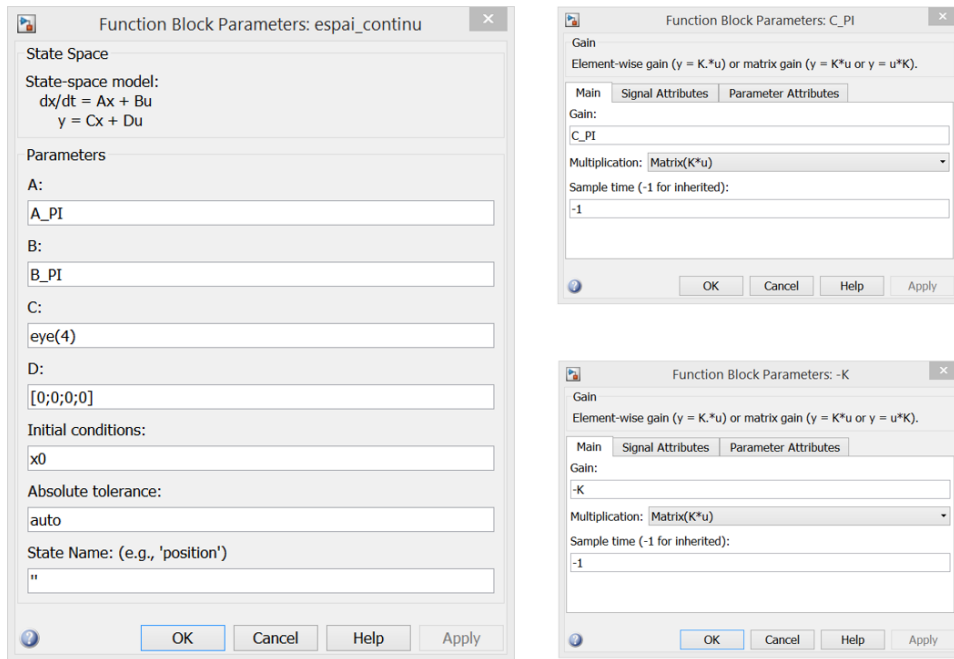 Function Block Parameters: espai_continu
State Space
State-space model:
dx/dt = Ax + Bu
y = Cx + Du
Parameters
A:
A_PI
B:
B_PI
C:
eye(4)
D:
[0;0;0;0]
Initial conditions:
x0
Absolute tolerance:
auto
State Name: (e.g., 'position')
''
OK Cancel Help Apply
Function Block Parameters: C_PI
Gain
Element-wise gain (y = K.*u) or matrix gain (y = K*u or y = u*K).
Main Signal Attributes Parameter Attributes
Gain:
C_PI
Multiplication: Matrix(K*u)
Sample time (-1 for inherited):
-1
OK Cancel Help Apply
Function Block Parameters: -K
Gain
Element-wise gain (y = K.*u) or matrix gain (y = K*u or y = u*K).
Main Signal Attributes Parameter Attributes
Gain:
-K
Multiplication: Matrix(K*u)
Sample time (-1 for inherited):
-1
OK Cancel Help Apply